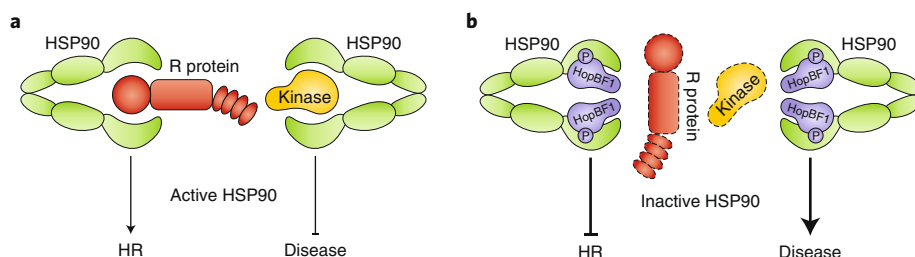 a
HSP90
HSP90
R protein
Kinase
Active HSP90
HR
Disease
b
HSP90
HSP90
P
HopBF1
HopBF1
P
R protein
Kinase
P
HopBF1
HopBF1
P
Inactive HSP90
HR
Disease